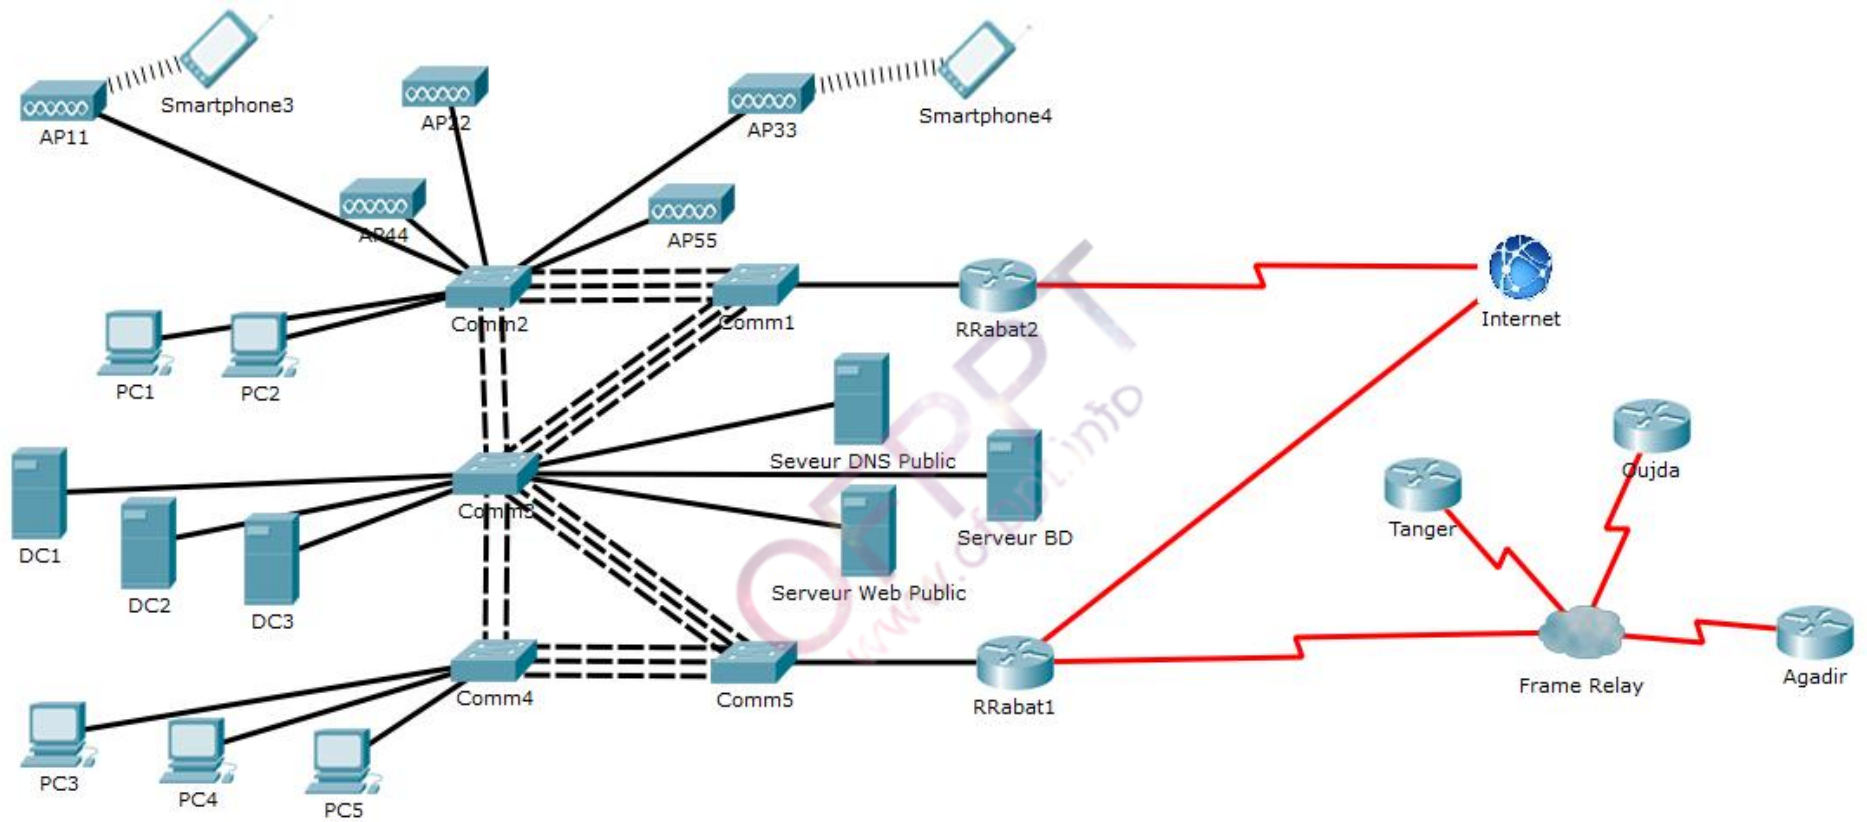 Smartphone3
AP11
AP22
AP33
Smartphone4
AP44
AP55
Comm2
Comm1
RRabat2
Internet
PC1
PC2
Seveur DNS Public
Oujda
Comm3
Tanger
Serveur BD
DC1
DC2
DC3
Serveur Web Public
OFPPT
www.ofppt.info
Comm4
Comm5
RRabat1
Frame Relay
Agadir
PC3
PC4
PC5